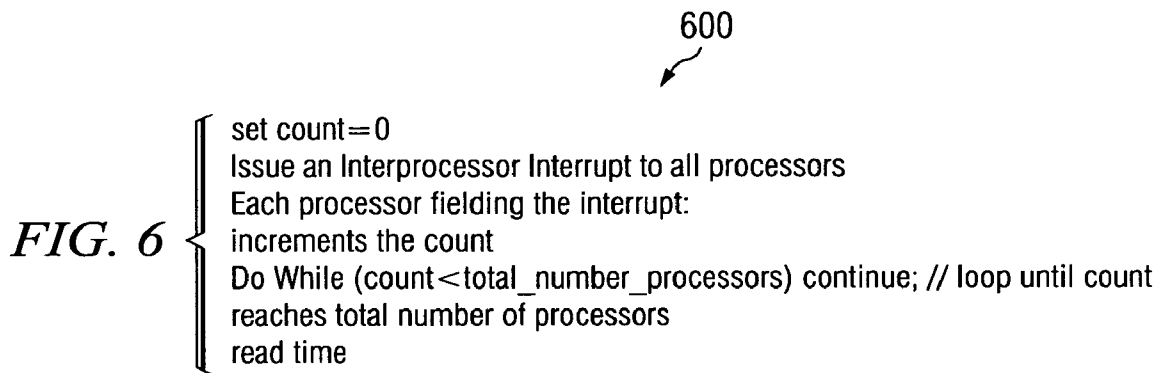 600
set count=0
Issue an Interprocessor Interrupt to all processors
Each processor fielding the interrupt:
increments the count
FIG. 6
Do While (count<total_number_processors) continue; // loop until count
reaches total number of processors
read time